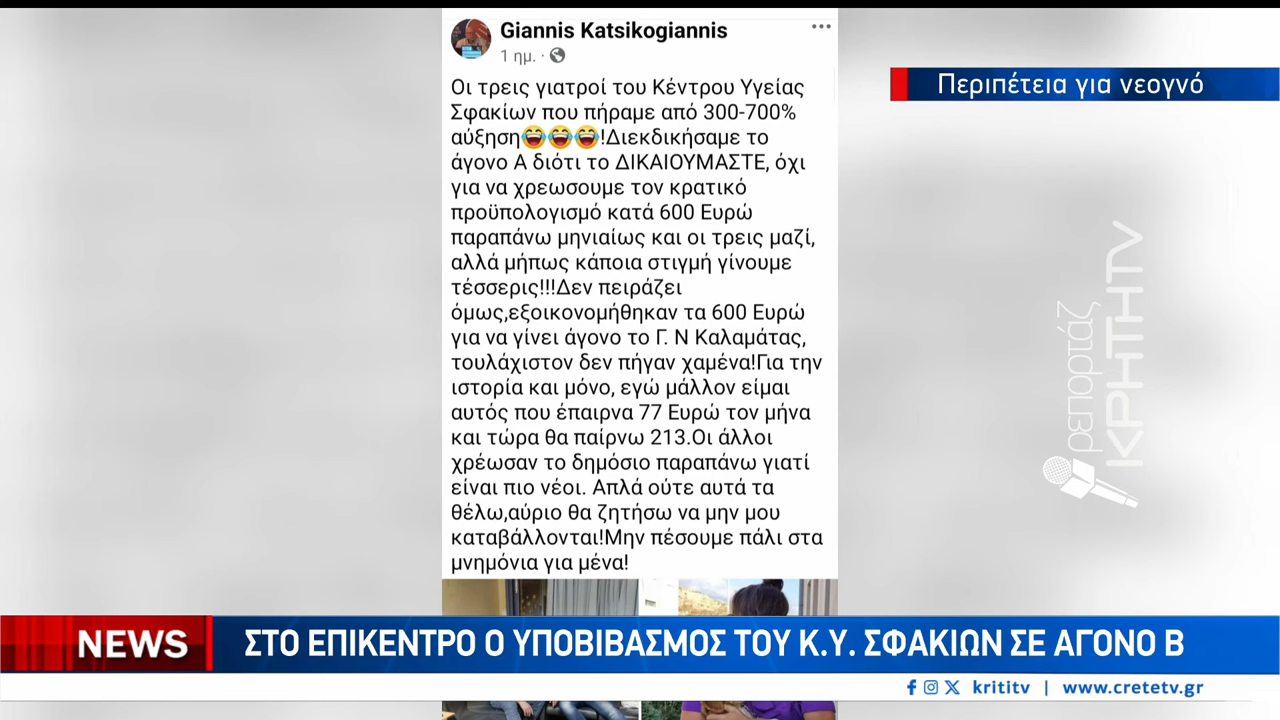 Giannis Katsikogiannis
1 ημ. ·
Περιπέτεια για νεογνό
Οι τρεις γιατροί του Κέντρου Υγείας
Σφακίων που πήραμε από 300-700%
αύξηση😂😂😂!Διεκδικήσαμε το
άγονο Α διότι το ΔΙΚΑΙΟΥΜΑΣΤΕ, όχι
για να χρεωσουμε τον κρατικό
προϋπολογισμό κατά 600 Ευρώ
παραπάνω μηνιαίως και οι τρεις μαζί,
αλλά μήπως κάποια στιγμή γίνουμε
τέσσερις!!!Δεν πειράζει
όμως,εξοικονομήθηκαν τα 600 Ευρώ
για να γίνει άγονο το Γ. Ν Καλαμάτας,
τουλάχιστον δεν πήγαν χαμένα!Για την
ιστορία και μόνο, εγώ μάλλον είμαι
αυτός που έπαιρνα 77 Ευρώ τον μήνα
και τώρα θα παίρνω 213.Οι άλλοι
χρέωσαν το δημόσιο παραπάνω γιατί
είναι πιο νέοι. Απλά ούτε αυτά τα
θέλω,αύριο θα ζητήσω να μην μου
καταβάλλονται!Μην πέσουμε πάλι στα
μνημόνια για μένα!
ρεπορτάζ
ΚΡΗΤΗTV
NEWS
ΣΤΟ ΕΠΙΚΕΝΤΡΟ Ο ΥΠΟΒΙΒΑΣΜΟΣ ΤΟΥ Κ.Υ. ΣΦΑΚΙΩΝ ΣΕ ΑΓΟΝΟ Β
krititv | www.cretetv.gr